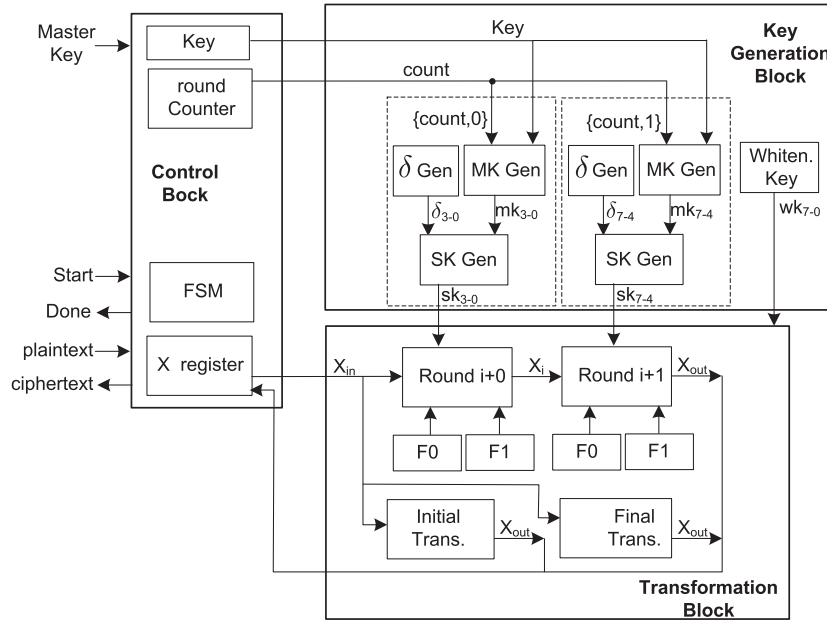 Master
Key
Key
round
Counter
Control
Bock
Start
Done
FSM
plaintext
ciphertext
X register
Key
count
Key
Generation
Block
{count,0}
{count,1}
δ Gen
MK Gen
δ Gen
MK Gen
Whiten.
Key
δ3-0
mk3-0
δ7-4
mk7-4
wk7-0
SK Gen
SK Gen
sk3-0
sk7-4
Xin
Round i+0
Xi
Round i+1
Xout
F0
F1
F0
F1
Initial
Trans.
Xout
Final
Trans.
Xout
Transformation
Block